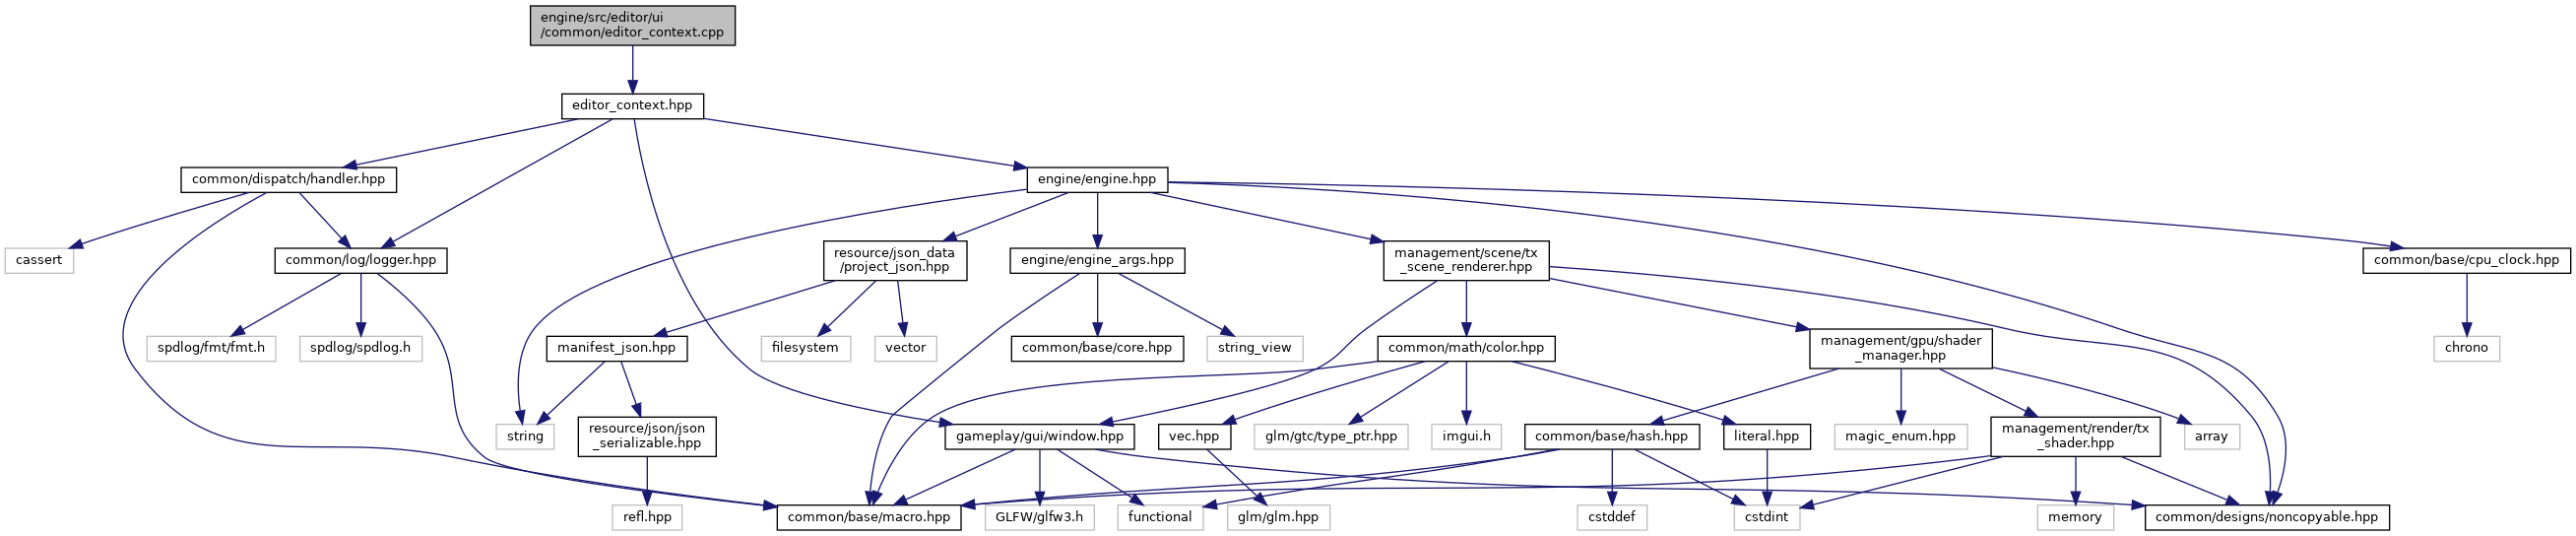 engine/src/editor/ui
/common/editor_context.cpp
editor_context.hpp
common/dispatch/handler.hpp
engine/engine.hpp
cassert
common/log/logger.hpp
resource/json_data
/project_json.hpp
engine/engine_args.hpp
management/scene/tx
_scene_renderer.hpp
common/base/cpu_clock.hpp
spdlog/fmt/fmt.h
spdlog/spdlog.h
manifest_json.hpp
filesystem
vector
common/base/core.hpp
string_view
common/math/color.hpp
management/gpu/shader
_manager.hpp
chrono
string
resource/json/json
_serializable.hpp
gameplay/gui/window.hpp
vec.hpp
glm/gtc/type_ptr.hpp
imgui.h
common/base/hash.hpp
literal.hpp
magic_enum.hpp
management/render/tx
_shader.hpp
array
refl.hpp
common/base/macro.hpp
GLFW/glfw3.h
functional
glm/glm.hpp
cstddef
cstdint
memory
common/designs/noncopyable.hpp